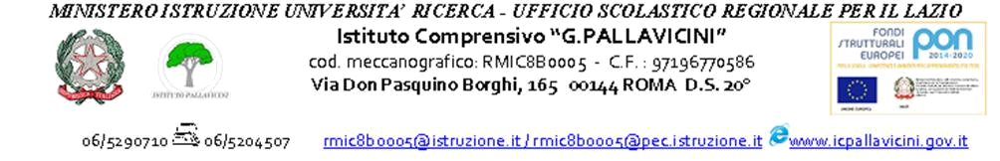 MINISTERO ISTRUZIONE UNIVERSITA' RICERCA - UFFICIO SCOLASTICO REGIONALE PER IL LAZIO
Istituto Comprensivo "G.PALLAVICINI"
cod. meccanografico: RMIC8B0005 - C.F. : 97196770586
Via Don Pasquino Borghi, 165 00144 ROMA D.S. 20°
ISTITUTO PALLAVICINI
FONDI
STRUTTURALI
EUROPEI
pon
2014-2020
UNIONE EUROPEA
06/5290710 06/5204507 rmic8b0005@istruzione.it / rmic8b0005@pec.istruzione.it www.icpallavicini.gov.it